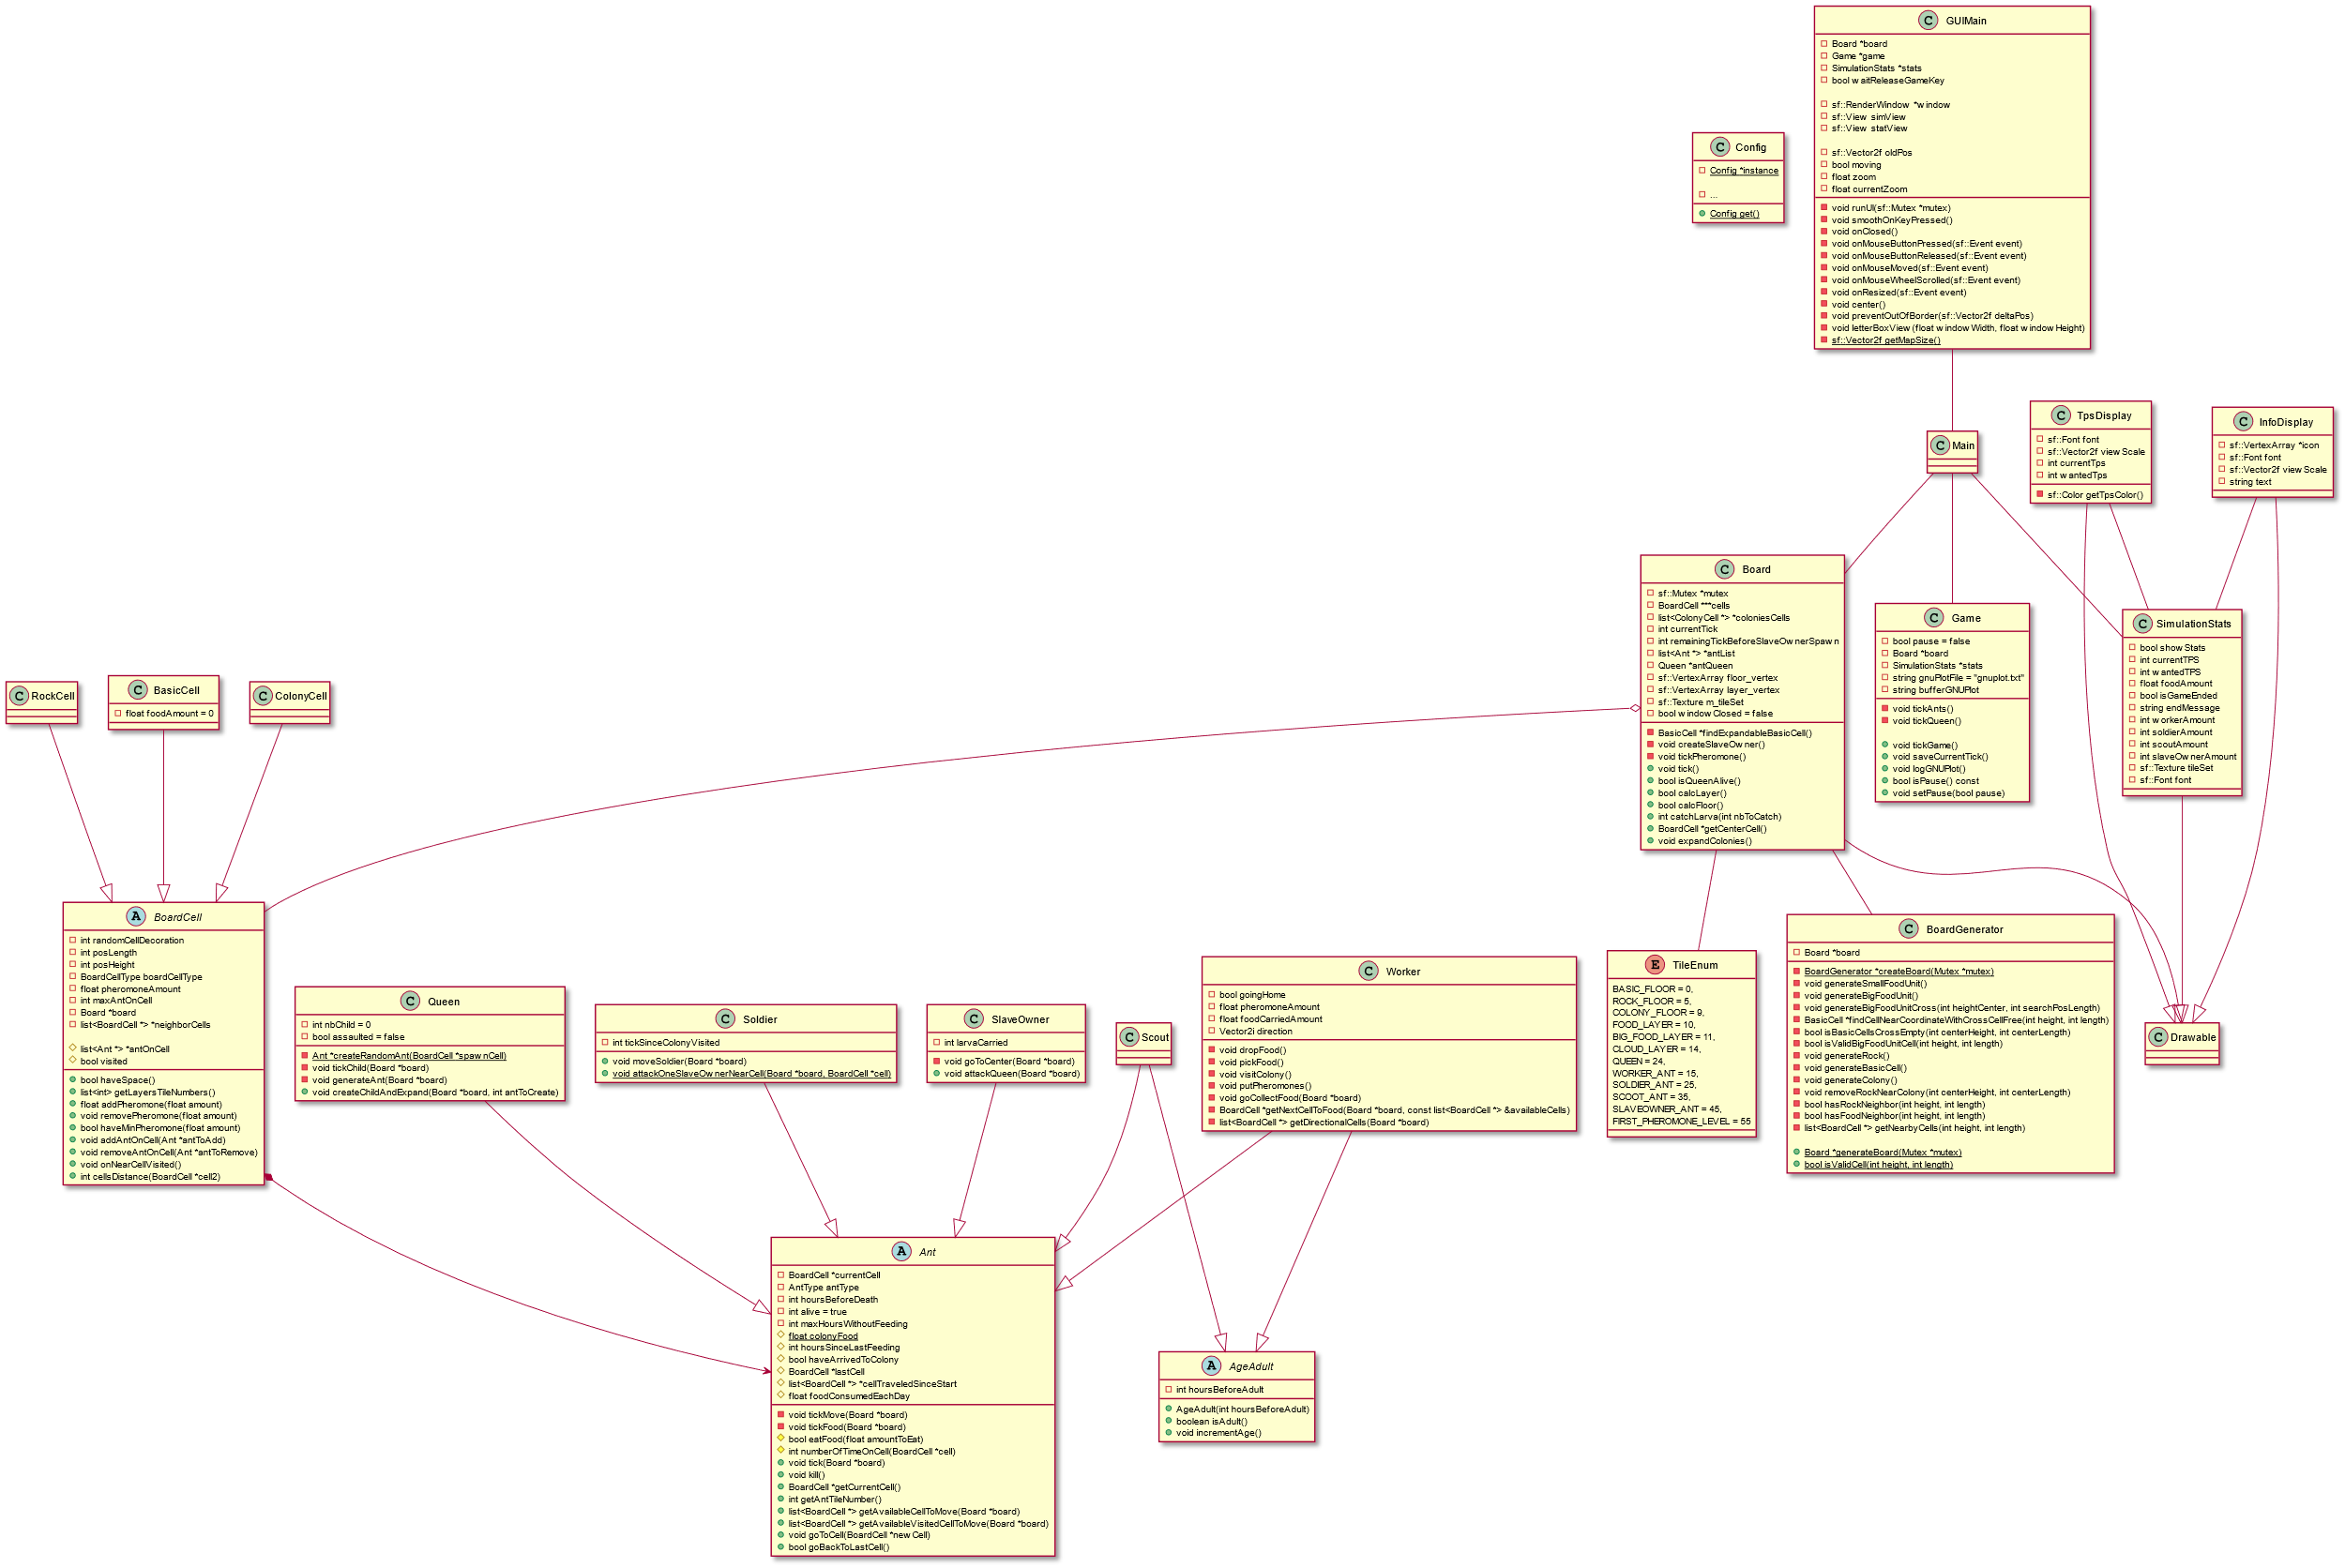 C GUIMain
Board *board
Game *game
SimulationStats *stats
bool waitReleaseGameKey
sf::RenderWindow *window
sf::View simView
sf::View statView
sf::Vector2f oldPos
bool moving
float zoom
float currentZoom
void runUI(sf::Mutex *mutex)
void smoothOnKeyPressed()
void onClosed()
void onMouseButtonPressed(sf::Event event)
void onMouseButtonReleased(sf::Event event)
void onMouseMoved(sf::Event event)
void onMouseWheelScrolled(sf::Event event)
void onResized(sf::Event event)
void center()
void preventOutOfBorder(sf::Vector2f deltaPos)
void letterBoxView(float windowWidth, float windowHeight)
sf::Vector2f getMapSize()
C Config
Config *instance
...
Config get()
C Main
C TpsDisplay
sf::Font font
sf::Vector2f viewScale
int currentTps
int wantedTps
sf::Color getTpsColor()
C InfoDisplay
sf::VertexArray *icon
sf::Font font
sf::Vector2f viewScale
string text
C Board
sf::Mutex *mutex
BoardCell ***cells
list<ColonyCell *> *coloniesCells
int currentTick
int remainingTickBeforeSlaveOwnerSpawn
list<Ant *> *antList
Queen *antQueen
sf::VertexArray floor_vertex
sf::VertexArray layer_vertex
sf::Texture m_tileSet
bool windowClosed = false
BasicCell *findExpandableBasicCell()
void createSlaveOwner()
void tickPheromone()
void tick()
bool isQueenAlive()
bool calcLayer()
bool calcFloor()
int catchLarva(int nbToCatch)
BoardCell *getCenterCell()
void expandColonies()
C Game
bool pause = false
Board *board
SimulationStats *stats
string gnuPlotFile = "gnuplot.txt"
string bufferGNUPlot
void tickAnts()
void tickQueen()
void tickGame()
void saveCurrentTick()
void logGNUPlot()
bool isPause() const
void setPause(bool pause)
C SimulationStats
bool showStats
int currentTPS
int wantedTPS
float foodAmount
bool isGameEnded
string endMessage
int workerAmount
int soldierAmount
int scoutAmount
int slaveOwnerAmount
sf::Texture tileSet
sf::Font font
C RockCell
C BasicCell
float foodAmount = 0
C ColonyCell
A BoardCell
int randomCellDecoration
int posLength
int posHeight
BoardCellType boardCellType
float pheromoneAmount
int maxAntOnCell
Board *board
list<BoardCell *> *neighborCells
list<Ant *> *antOnCell
bool visited
bool haveSpace()
list<int> getLayersTileNumbers()
float addPheromone(float amount)
void removePheromone(float amount)
bool haveMinPheromone(float amount)
void addAntOnCell(Ant *antToAdd)
void removeAntOnCell(Ant *antToRemove)
void onNearCellVisited()
int cellsDistance(BoardCell *cell2)
C Queen
int nbChild = 0
bool assaulted = false
Ant *createRandomAnt(BoardCell *spawnCell)
void tickChild(Board *board)
void generateAnt(Board *board)
void createChildAndExpand(Board *board, int antToCreate)
C Soldier
int tickSinceColonyVisited
void moveSoldier(Board *board)
void attackOneSlaveOwnerNearCell(Board *board, BoardCell *cell)
C SlaveOwner
int larvaCarried
void goToCenter(Board *board)
void attackQueen(Board *board)
C Scout
C Worker
bool goingHome
float pheromoneAmount
float foodCarriedAmount
Vector2i direction
void dropFood()
void pickFood()
void visitColony()
void putPheromones()
void goCollectFood(Board *board)
BoardCell *getNextCellToFood(Board *board, const list<BoardCell *> &availableCells)
list<BoardCell *> getDirectionalCells(Board *board)
E TileEnum
BASIC_FLOOR = 0,
ROCK_FLOOR = 5,
COLONY_FLOOR = 9,
FOOD_LAYER = 10,
BIG_FOOD_LAYER = 11,
CLOUD_LAYER = 14,
QUEEN = 24,
WORKER_ANT = 15,
SOLDIER_ANT = 25,
SCOOT_ANT = 35,
SLAVEOWNER_ANT = 45,
FIRST_PHEROMONE_LEVEL = 55
C BoardGenerator
Board *board
BoardGenerator *createBoard(Mutex *mutex)
void generateSmallFoodUnit()
void generateBigFoodUnit()
void generateBigFoodUnitCross(int heightCenter, int searchPosLength)
BasicCell *findCellNearCoordinateWithCrossCellFree(int height, int length)
bool isBasicCellsCrossEmpty(int centerHeight, int centerLength)
bool isValidBigFoodUnitCell(int height, int length)
void generateRock()
void generateBasicCell()
void generateColony()
void removeRockNearColony(int centerHeight, int centerLength)
bool hasRockNeighbor(int height, int length)
bool hasFoodNeighbor(int height, int length)
list<BoardCell *> getNearbyCells(int height, int length)
Board *generateBoard(Mutex *mutex)
bool isValidCell(int height, int length)
C Drawable
A Ant
BoardCell *currentCell
AntType antType
int hoursBeforeDeath
int alive = true
int maxHoursWithoutFeeding
float colonyFood
int hoursSinceLastFeeding
bool haveArrivedToColony
BoardCell *lastCell
list<BoardCell *> *cellTraveledSinceStart
float foodConsumedEachDay
void tickMove(Board *board)
void tickFood(Board *board)
bool eatFood(float amountToEat)
int numberOfTimeOnCell(BoardCell *cell)
void tick(Board *board)
void kill()
BoardCell *getCurrentCell()
int getAntTileNumber()
list<BoardCell *> getAvailableCellToMove(Board *board)
list<BoardCell *> getAvailableVisitedCellToMove(Board *board)
void goToCell(BoardCell *newCell)
bool goBackToLastCell()
A AgeAdult
int hoursBeforeAdult
AgeAdult(int hoursBeforeAdult)
boolean isAdult()
void incrementAge()